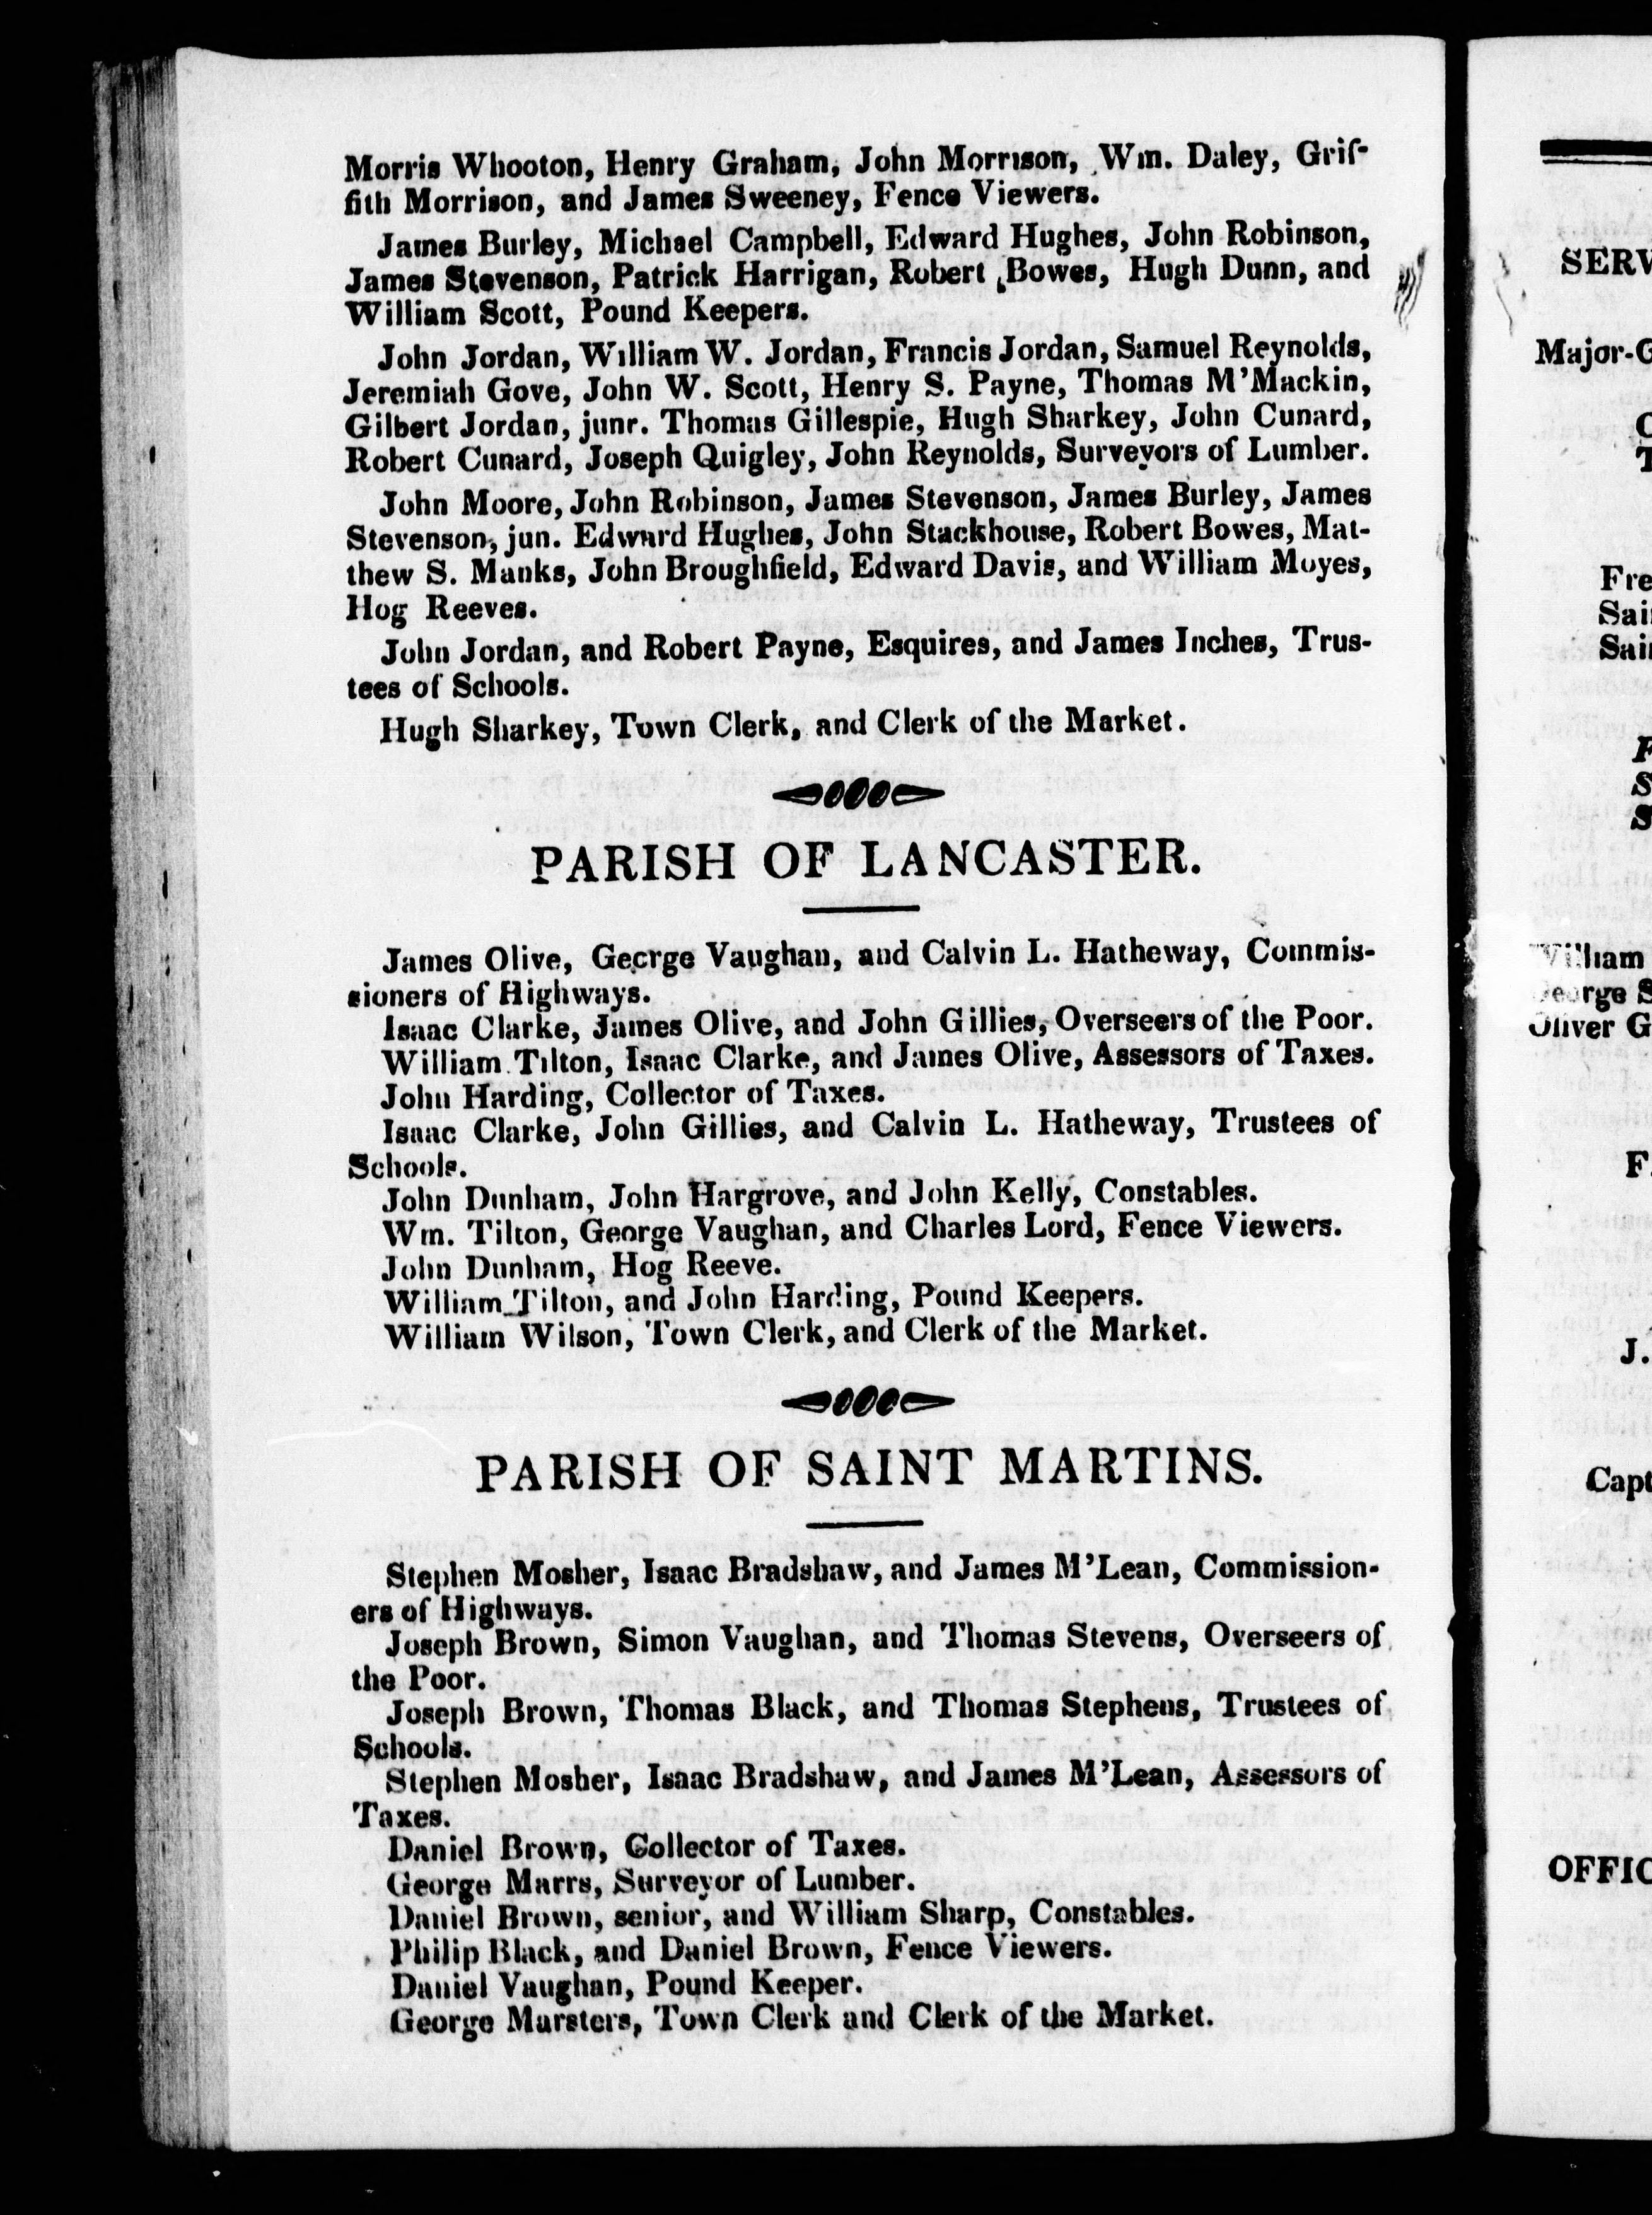 Morris Whooton, Henry Graham, John Morrison, Wm. Daley, Grif-
fith Morrison, and James Sweeney, Fence Viewers.
James Burley, Michael Campbell, Edward Hughes, John Robinson,
James Stevenson, Patrick Harrigan, Robert Bowes, Hugh Dunn, and
William Scott, Pound Keepers.
John Jordan, William W. Jordan, Francis Jordan, Samuel Reynolds,
Jeremiah Gove, John W. Scott, Henry S. Payne, Thomas M'Mackin,
Gilbert Jordan, junr. Thomas Gillespie, Hugh Sharkey, John Cunard,
Robert Cunard, Joseph Quigley, John Reynolds, Surveyors of Lumber.
John Moore, John Robinson, James Stevenson, James Burley, James
Stevenson, jun. Edward Hughes, John Stackhouse, Robert Bowes, Mat-
thew S. Manks, John Broughfield, Edward Davis, and William Moyes,
Hog Reeves.
John Jordan, and Robert Payne, Esquires, and James Inches, Trus-
tees of Schools.
Hugh Sharkey, Town Clerk, and Clerk of the Market.
PARISH OF LANCASTER.
James Olive, George Vaughan, and Calvin L. Hatheway, Commis-
sioners of Highways.
Isaac Clarke, James Olive, and John Gillies, Overseers of the Poor.
William Tilton, Isaac Clarke, and James Olive, Assessors of Taxes.
John Harding, Collector of Taxes.
Isaac Clarke, John Gillies, and Calvin L. Hatheway, Trustees of
Schools.
John Dunham, John Hargrove, and John Kelly, Constables.
Wm. Tilton, George Vaughan, and Charles Lord, Fence Viewers.
John Dunham, Hog Reeve.
William Tilton, and John Harding, Pound Keepers.
William Wilson, Town Clerk, and Clerk of the Market.
PARISH OF SAINT MARTINS.
Stephen Mosher, Isaac Bradshaw, and James M'Lean, Commission-
ers of Highways.
Joseph Brown, Simon Vaughan, and Thomas Stevens, Overseers of
the Poor.
Joseph Brown, Thomas Black, and Thomas Stephens, Trustees of
Schools.
Stephen Mosher, Isaac Bradshaw, and James M'Lean, Assessors of
Taxes.
Daniel Brown, Collector of Taxes.
George Marrs, Surveyor of Lumber.
Daniel Brown, senior, and William Sharp, Constables.
Philip Black, and Daniel Brown, Fence Viewers.
Daniel Vaughan, Pound Keeper.
George Marsters, Town Clerk and Clerk of the Market.
SERV
Major-G
C
T
Fre
Sai
Sai
F
S
S
William
George S
Oliver G
F
J.
Capt
OFFIC